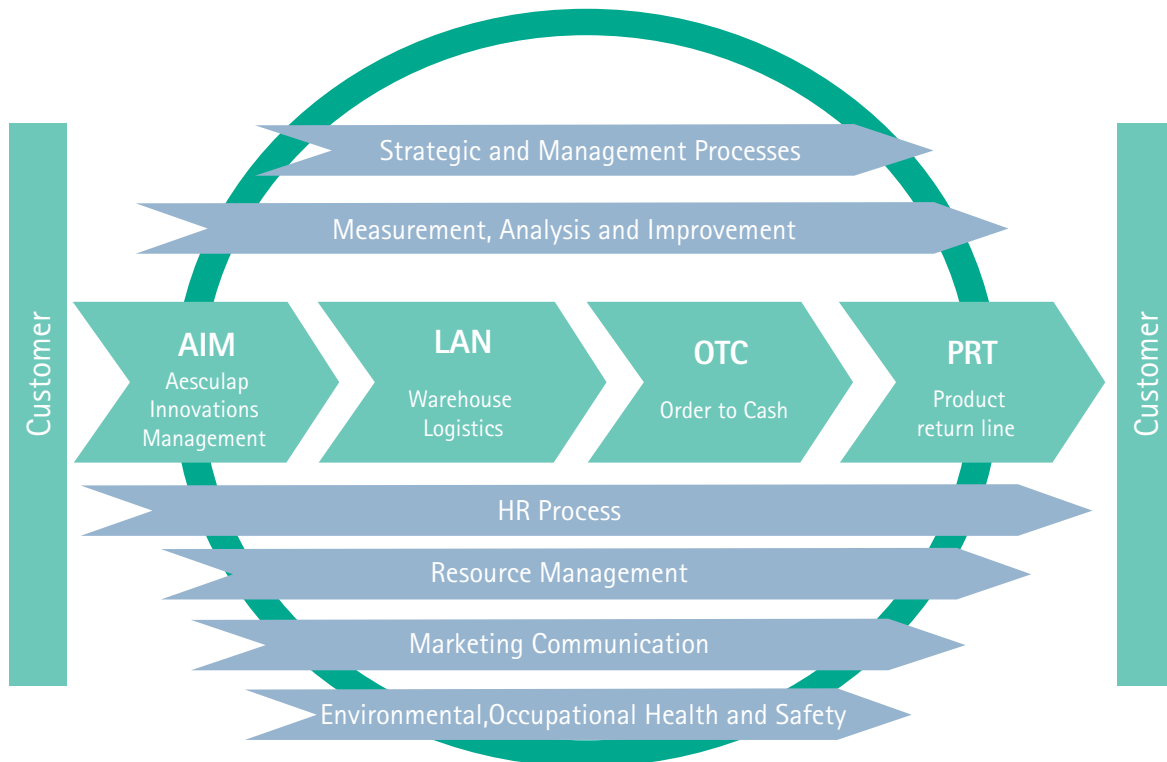 Strategic and Management Processes
Measurement, Analysis and Improvement
Customer
AIM
Aesculap
Innovations
Management
LAN
Warehouse
Logistics
OTC
Order to Cash
PRT
Product
return line
Customer
HR Process
Resource Management
Marketing Communication
Environmental,Occupational Health and Safety